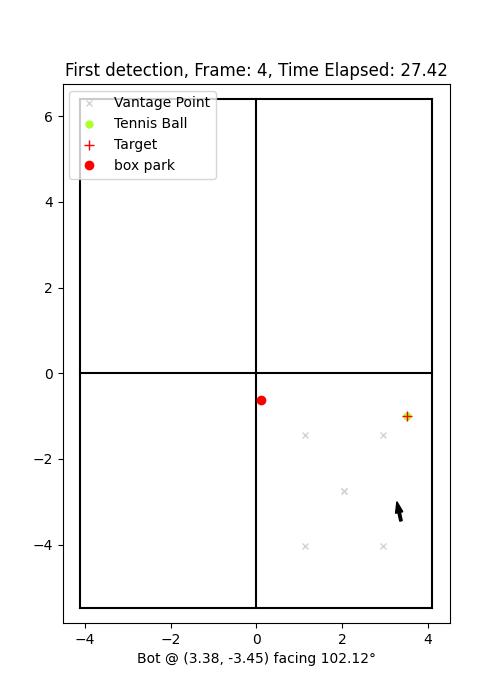 First detection, Frame: 4, Time Elapsed: 27.42
Vantage Point
Tennis Ball
Target
box park
6
4
2
0
−2
−4
−4
−2
0
2
4
Bot @ (3.38, -3.45) facing 102.12°